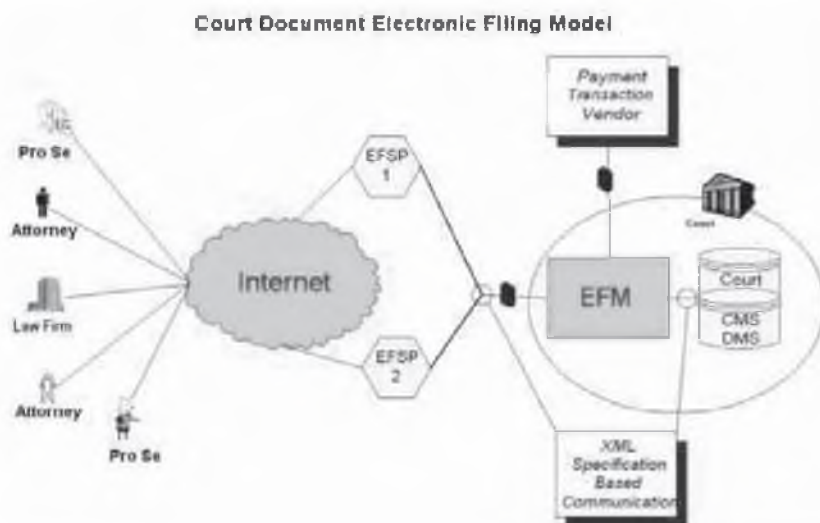 Court Document Electronic Filing Model
Payment
Transaction
Vendor
Pro Se
EFSP
1
Attorney
Court
Internet
EFM
Court
Law Firm
CMS
DMS
EFSP
2
Attorney
Pro Se
XML
Specification
Based
Communication